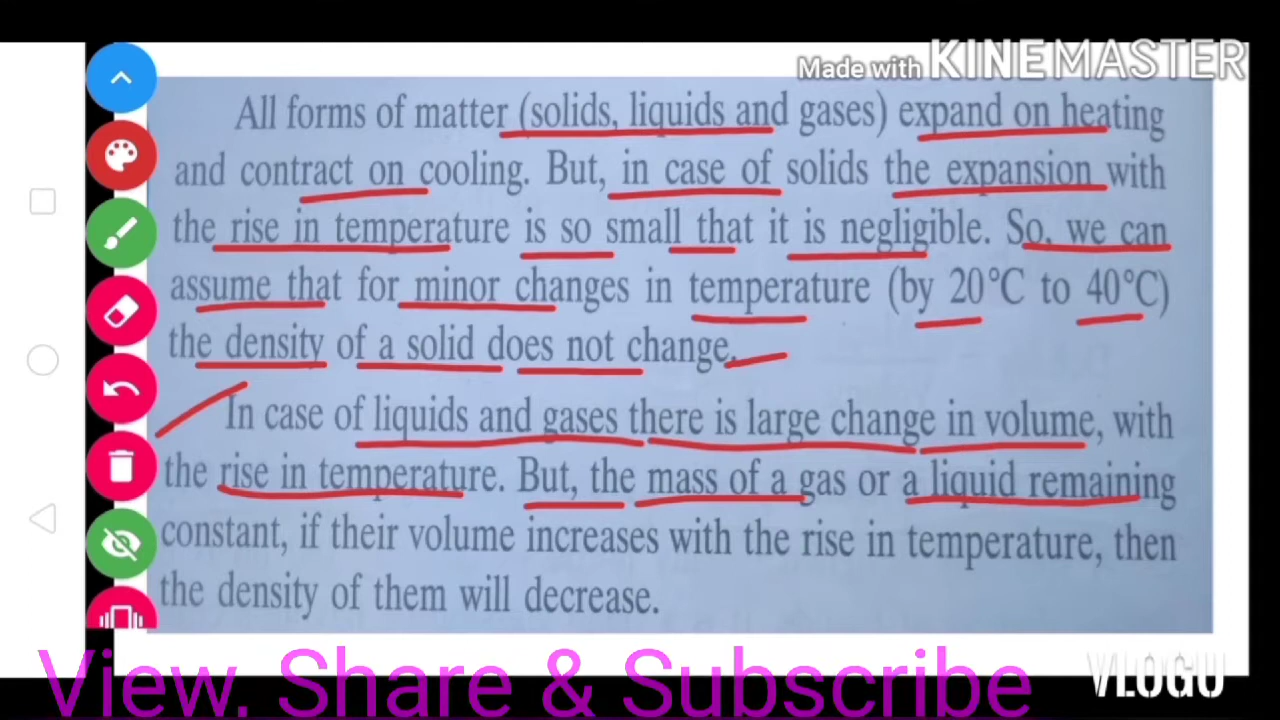 Made with KINEMASTER
All forms of matter (solids, liquids and gases) expand on heating
and contract on cooling. But, in case of solids the expansion with
the rise in temperature is so small that it is negligible. So, we can
assume that for minor changes in temperature (by 20°C to 40°C)
the density of a solid does not change.
In case of liquids and gases there is large change in volume, with
the rise in temperature. But, the mass of a gas or a liquid remaining
constant, if their volume increases with the rise in temperature, then
the density of them will decrease.
View. Share & Subscribe
VLOGU